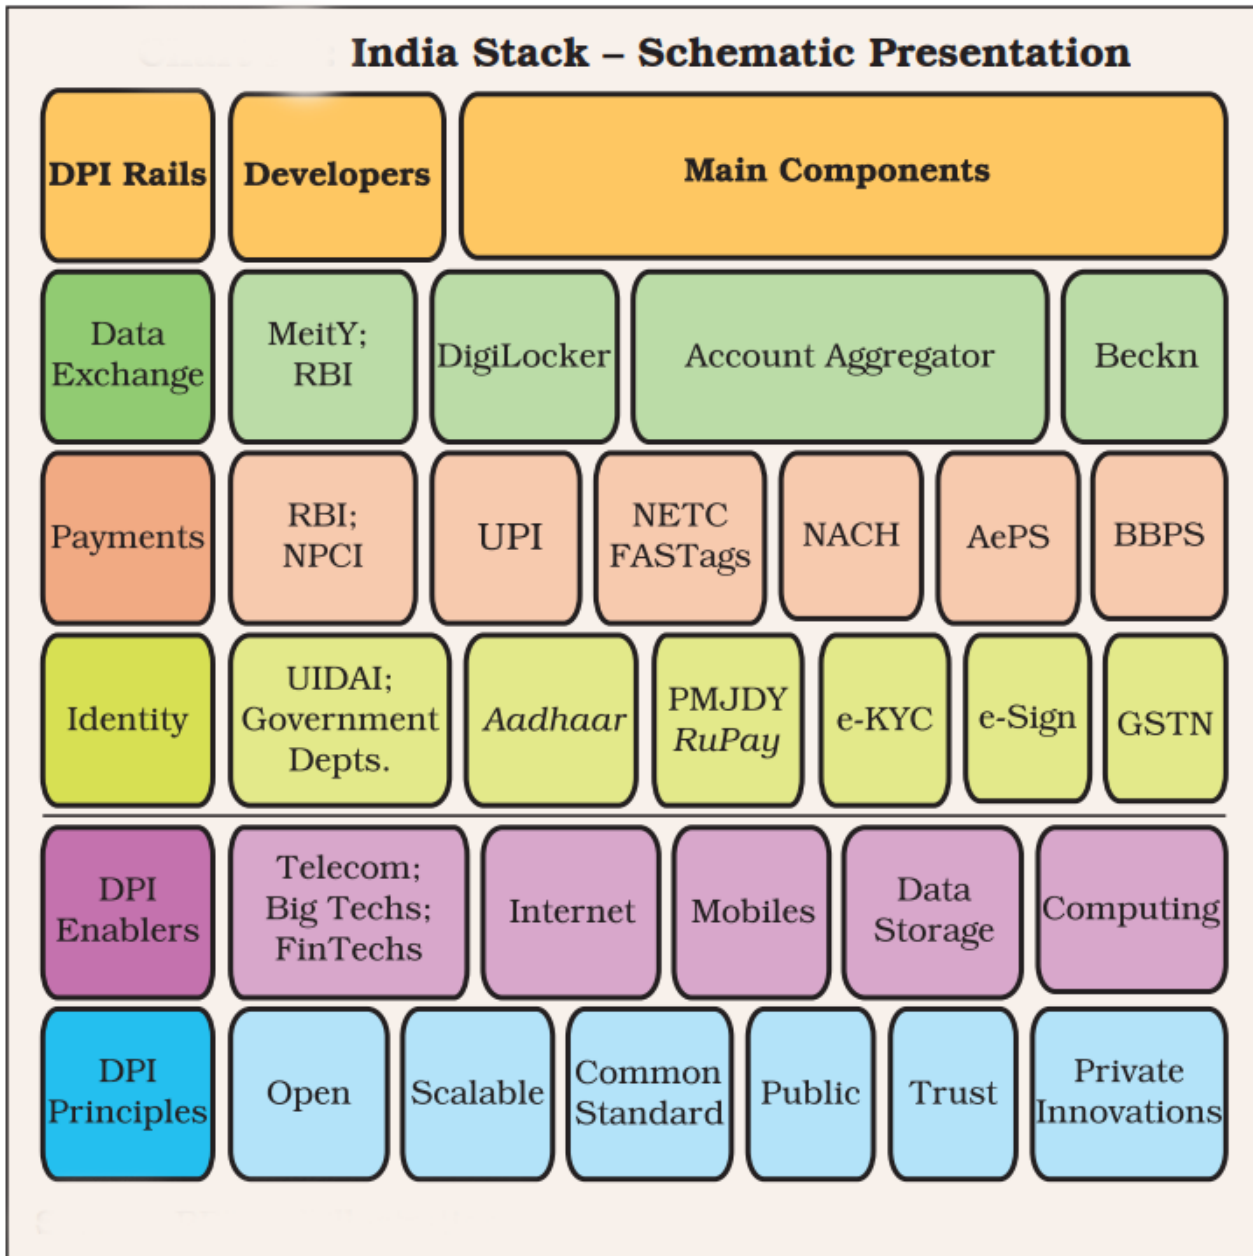 India Stack – Schematic Presentation
DPI Rails
Developers
Main Components
Data
Exchange
MeitY;
RBI
DigiLocker
Account Aggregator
Beckn
Payments
RBI;
NPCI
UPI
NETC
FASTags
NACH
AePS
BBPS
Identity
UIDAI;
Government
Depts.
Aadhaar
PMJDY
RuPay
e-KYC
e-Sign
GSTN
DPI
Enablers
Telecom;
Big Techs;
FinTechs
Internet
Mobiles
Data
Storage
Computing
DPI
Principles
Open
Scalable
Common
Standard
Public
Trust
Private
Innovations